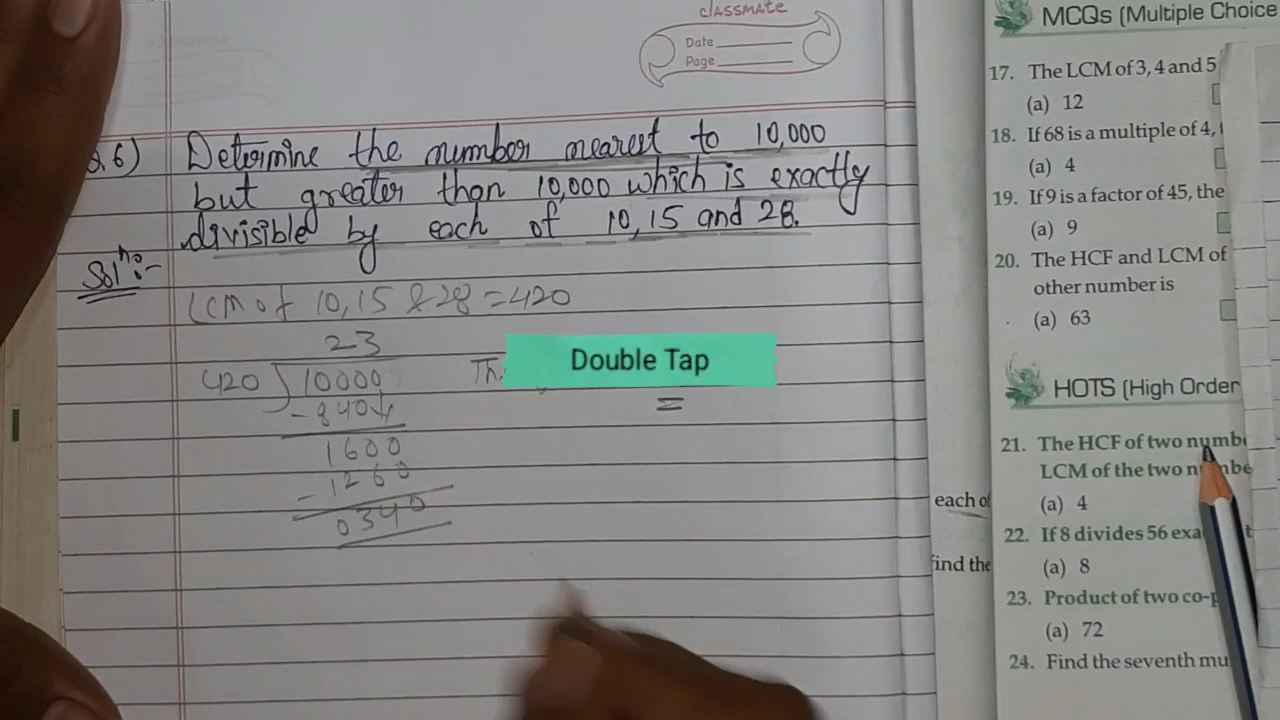 classmate
Date
Page
Q.6) Determine the number nearest to 10,000
but greater than 10,000 which is exactly
divisible by each of 10, 15 and 28.
Solno:-
LCM of 10, 15 & 28 = 420
23
420 ) 10000
- 840↓
1600
- 1260
0340
Double Tap
=
MCQs (Multiple Choice
17. The LCM of 3, 4 and 5
(a) 12
18. If 68 is a multiple of 4,
(a) 4
19. If 9 is a factor of 45, the
(a) 9
20. The HCF and LCM of
other number is
(a) 63
HOTS (High Order
21. The HCF of two numb
LCM of the two
(a) 4
22. If 8 divides 56
(a) 8
23. Product of two co-p
(a) 72
24. Find the seventh mu
each of
find the